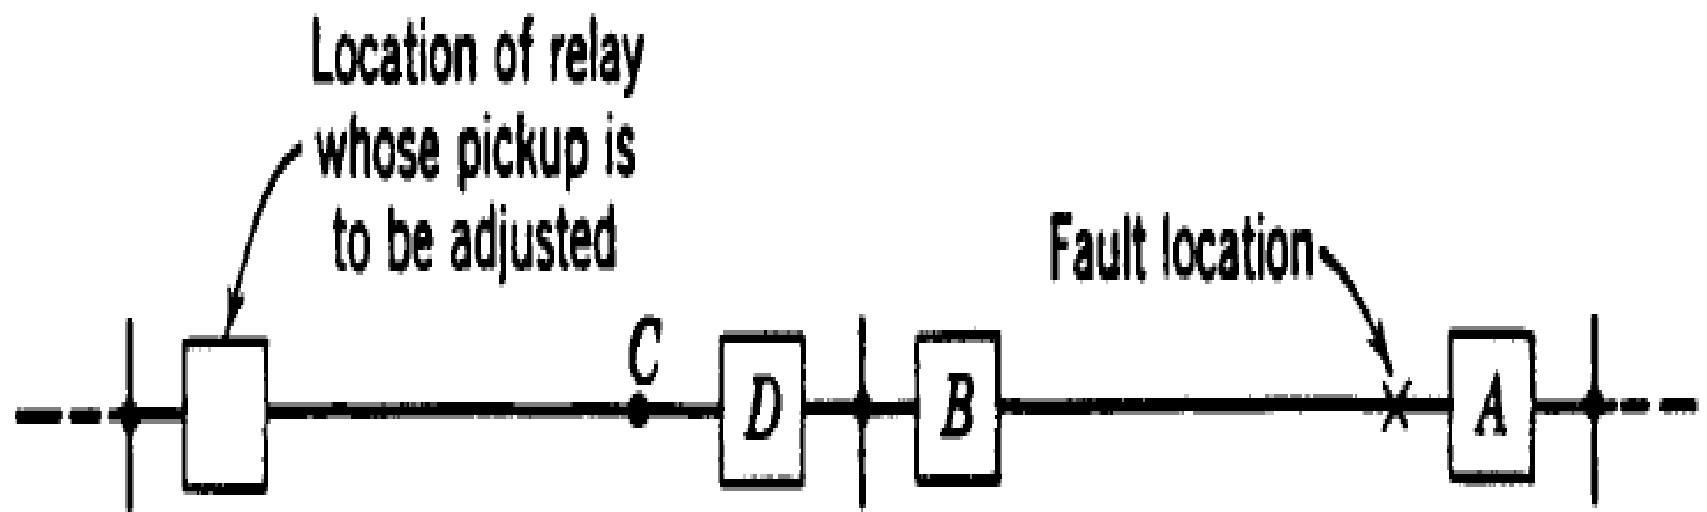 Location of relay
whose pickup is
to be adjusted
Fault location
C
D
B
A